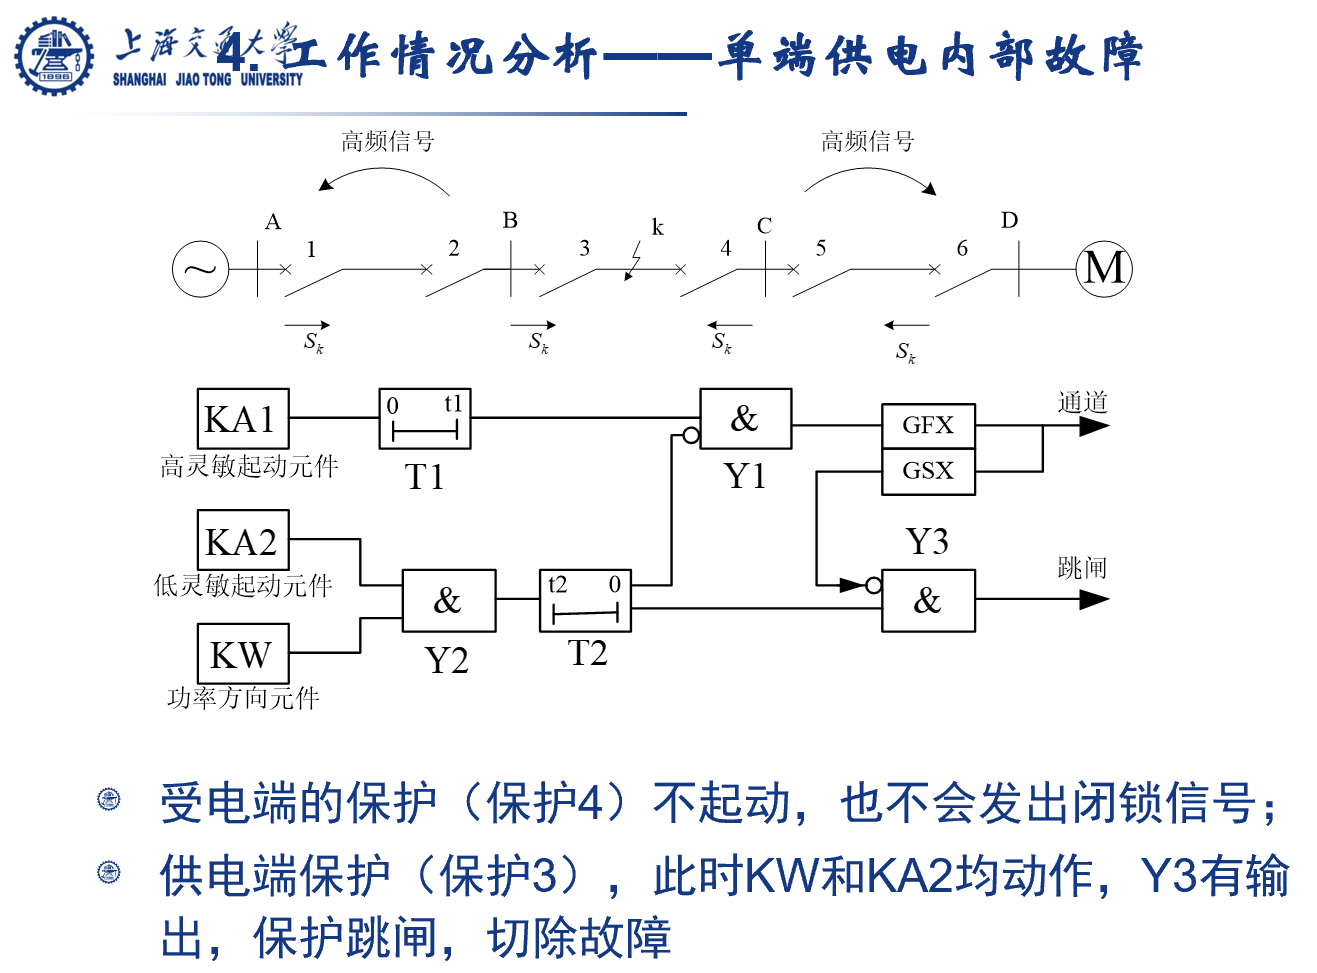 上海交通大学
SHANGHAI JIAO TONG UNIVERSITY
1896
4. 工作情况分析——单端供电内部故障
高频信号 高频信号
A 1 2 B 3 k 4 C 5 6 D
~ M
Sk Sk Sk Sk
KA1 0 t1 & GFX 通道
高灵敏起动元件 T1 Y1 GSX
KA2 Y3
低灵敏起动元件 & t2 0 & 跳闸
KW Y2 T2
功率方向元件
受电端的保护（保护4）不起动，也不会发出闭锁信号；
供电端保护（保护3），此时KW和KA2均动作，Y3有输
出，保护跳闸，切除故障